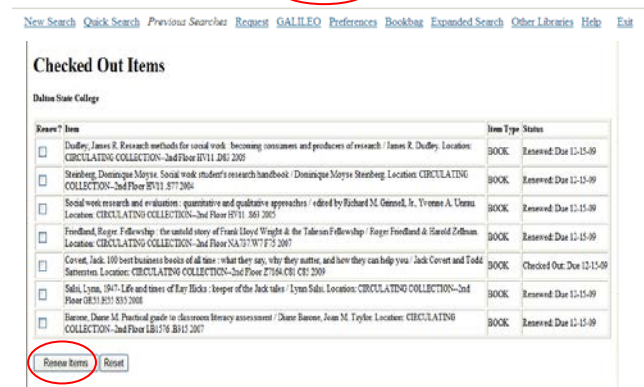 New Search Quick Search Previous Searches Request GALILEO Preferences Bookbag Expanded Search Other Libraries Help Exit
Checked Out Items
Dalton State College
Renew? Item Item Type Status
Dudley, James R. Research methods for social work : becoming consumers and producers of research / James R. Dudley. Location:
CIRCULATING COLLECTION--2nd Floor HV11 .D83 2005 BOOK Renewed: Due 12-15-09
Steinberg, Dominique Moyse. Social work student's research handbook / Dominique Moyse Steinberg. Location: CIRCULATING
COLLECTION--2nd Floor HV11 .S77 2004 BOOK Renewed: Due 12-15-09
Social work research and evaluation : quantitative and qualitative approaches / edited by Richard M. Grinnell, Jr., Yvonne A. Unrau.
Location: CIRCULATING COLLECTION--2nd Floor HV11 .S63 2005 BOOK Renewed: Due 12-15-09
Friedland, Roger. Fellowship : the untold story of Frank Lloyd Wright & the Taliesin Fellowship / Roger Friedland & Harold Zellman.
Location: CIRCULATING COLLECTION--2nd Floor NA737.W7 F75 2007 BOOK Renewed: Due 12-15-09
Covert, Jack. 100 best business books of all time : what they say, why they matter, and how they can help you / Jack Covert and Todd
Sattersten. Location: CIRCULATING COLLECTION--2nd Floor Z7164.C81 C85 2009 BOOK Checked Out: Due 12-15-09
Salsi, Lynn, 1947- Life and times of Ray Hicks : keeper of the Jack tales / Lynn Salsi. Location: CIRCULATING COLLECTION--2nd
Floor GR55.H55 S35 2008 BOOK Renewed: Due 12-15-09
Barone, Diane M. Practical guide to classroom literacy assessment / Diane Barone, Joan M. Taylor. Location: CIRCULATING
COLLECTION--2nd Floor LB1576 .B315 2007 BOOK Renewed: Due 12-15-09
Renew Items Reset